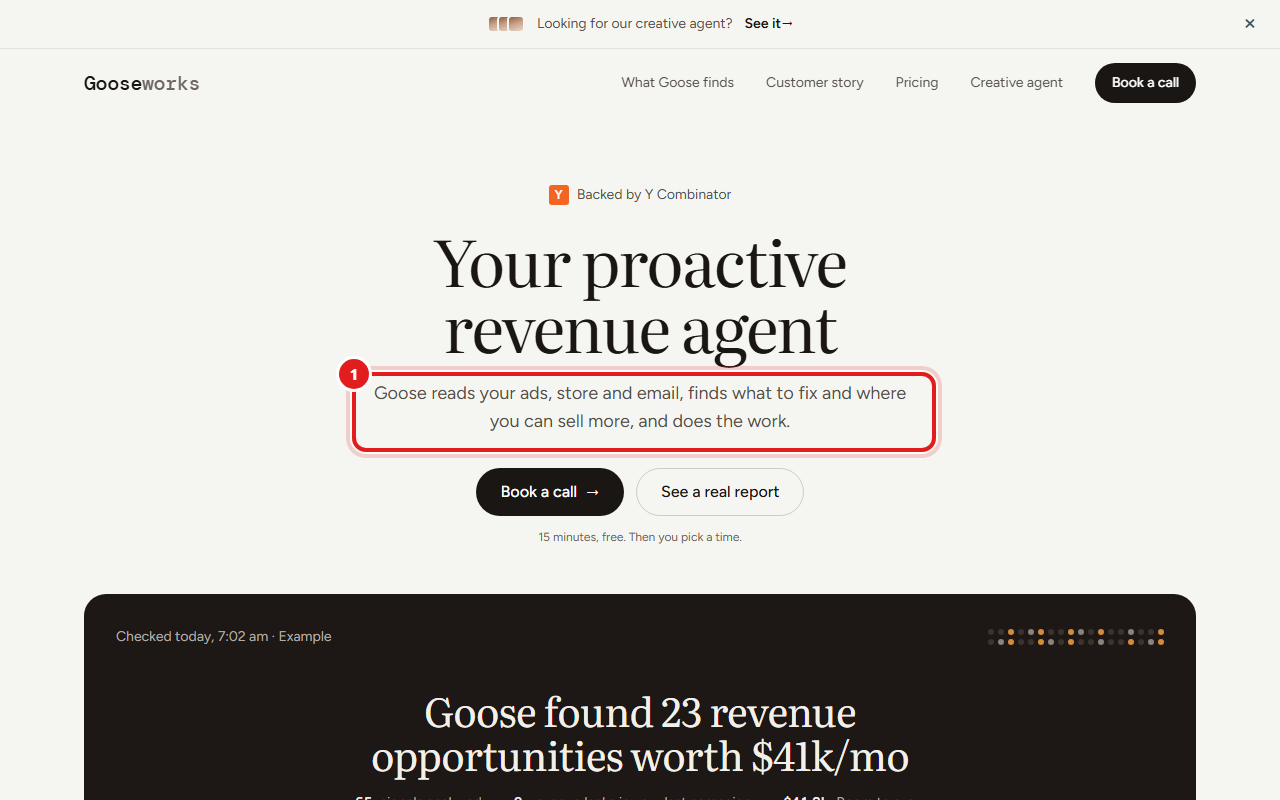 Looking for our creative agent? See it→
Gooseworks
What Goose finds
Customer story
Pricing
Creative agent
Book a call
Y Backed by Y Combinator
Your proactive
revenue agent
1
Goose reads your ads, store and email, finds what to fix and where
you can sell more, and does the work.
Book a call →
See a real report
15 minutes, free. Then you pick a time.
Checked today, 7:02 am · Example
Goose found 23 revenue
opportunities worth $41k/mo